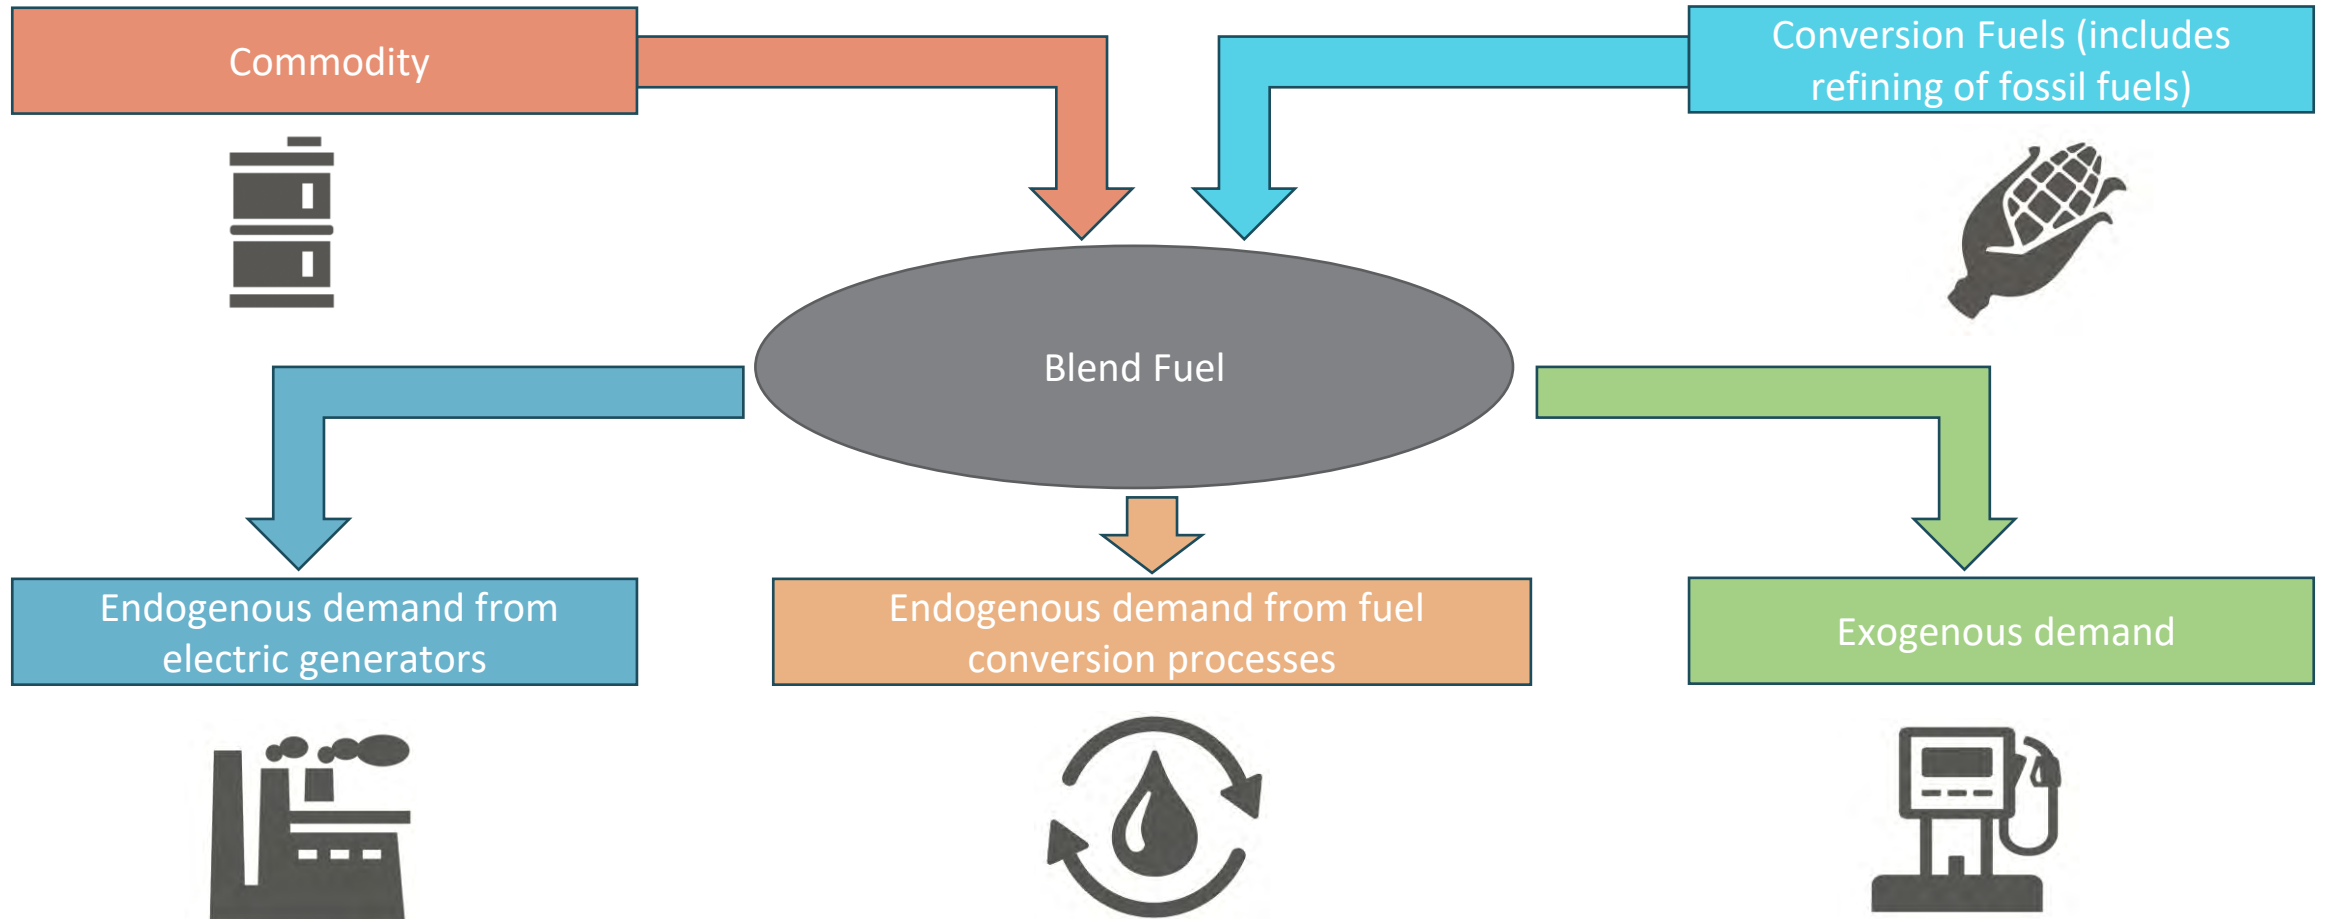 Commodity
Conversion Fuels (includes
refining of fossil fuels)
Blend Fuel
Endogenous demand from
electric generators
Endogenous demand from fuel
conversion processes
Exogenous demand